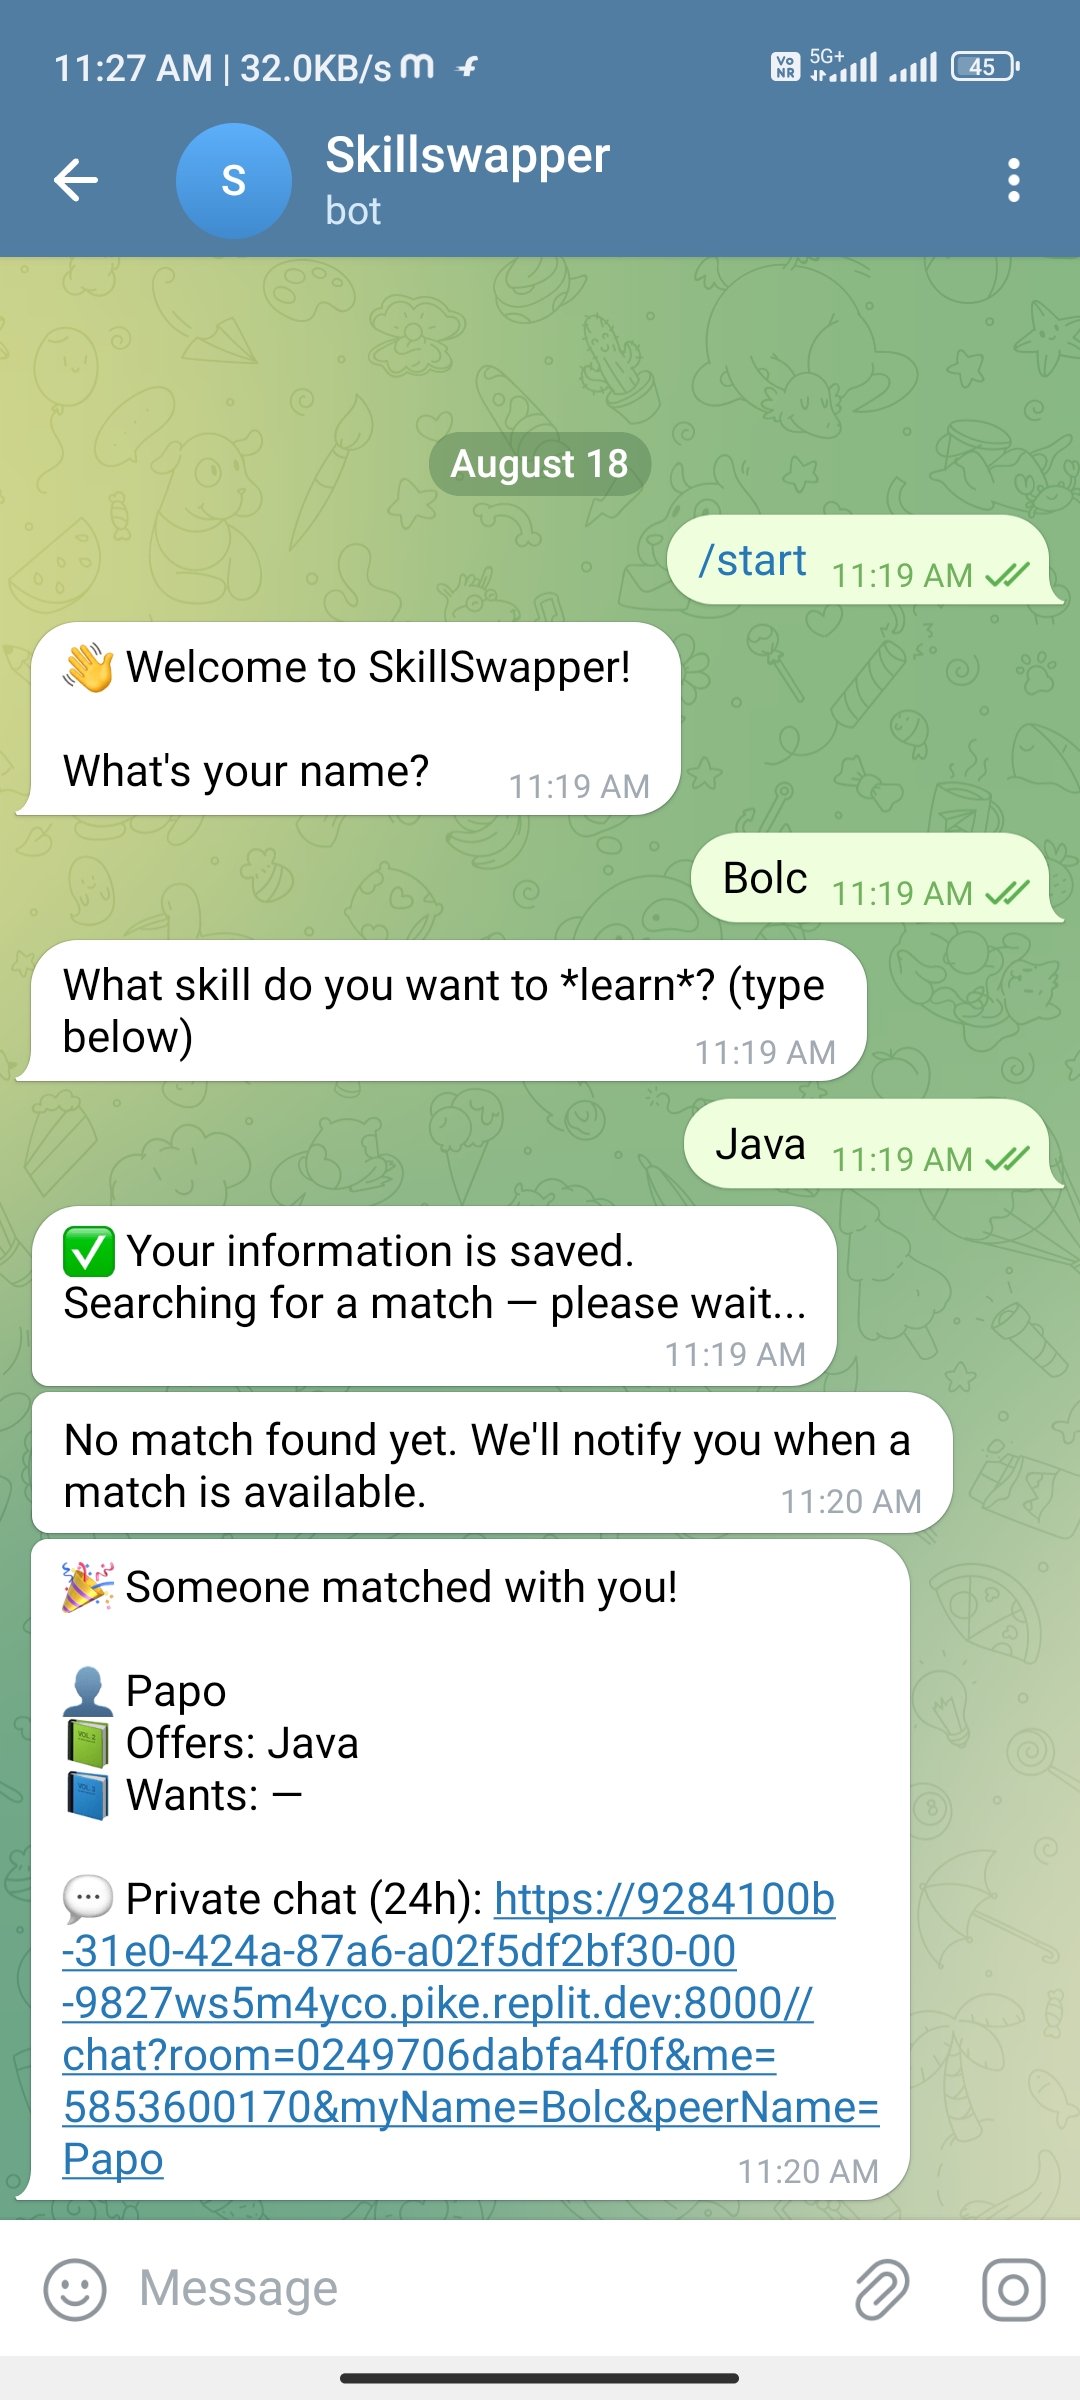 11:27 AM | 32.0KB/s m
Vo NR 5G+ 45
S
Skillswapper
bot
August 18
/start 11:19 AM
👋 Welcome to SkillSwapper!
What's your name? 11:19 AM
Bolc 11:19 AM
What skill do you want to *learn*? (type
below) 11:19 AM
Java 11:19 AM
✅ Your information is saved.
Searching for a match — please wait...
11:19 AM
No match found yet. We'll notify you when a
match is available. 11:20 AM
🎉 Someone matched with you!
👤 Papo
📗 Offers: Java
📘 Wants: —
💬 Private chat (24h): https://9284100b
-31e0-424a-87a6-a02f5df2bf30-00
-9827ws5m4yco.pike.replit.dev:8000//
chat?room=0249706dabfa4f0f&me=
5853600170&myName=Bolc&peerName=
Papo 11:20 AM
Message